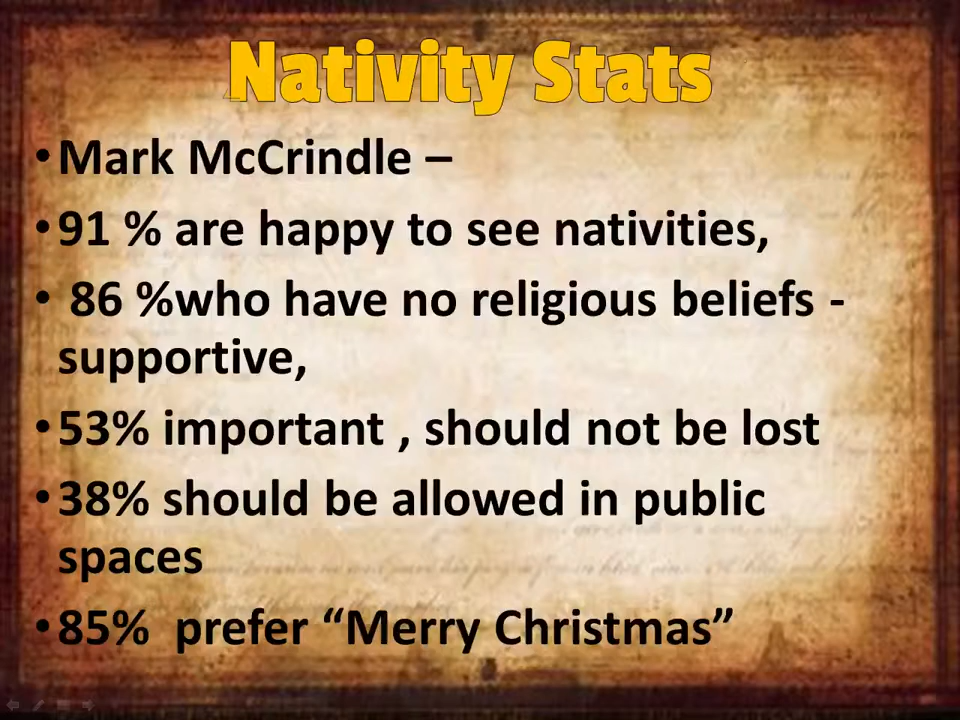 Nativity Stats
• Mark McCrindle –
• 91 % are happy to see nativities,
• 86 %who have no religious beliefs -
supportive,
• 53% important , should not be lost
• 38% should be allowed in public
spaces
• 85%  prefer “Merry Christmas”